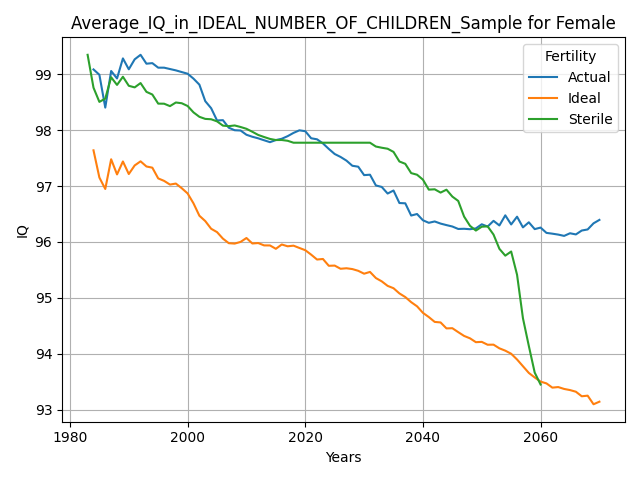 Average_IQ_in_IDEAL_NUMBER_OF_CHILDREN_Sample for Female
Fertility
Actual
Ideal
Sterile
99
98
97
96
95
94
93
IQ
1980
2000
2020
2040
2060
Years